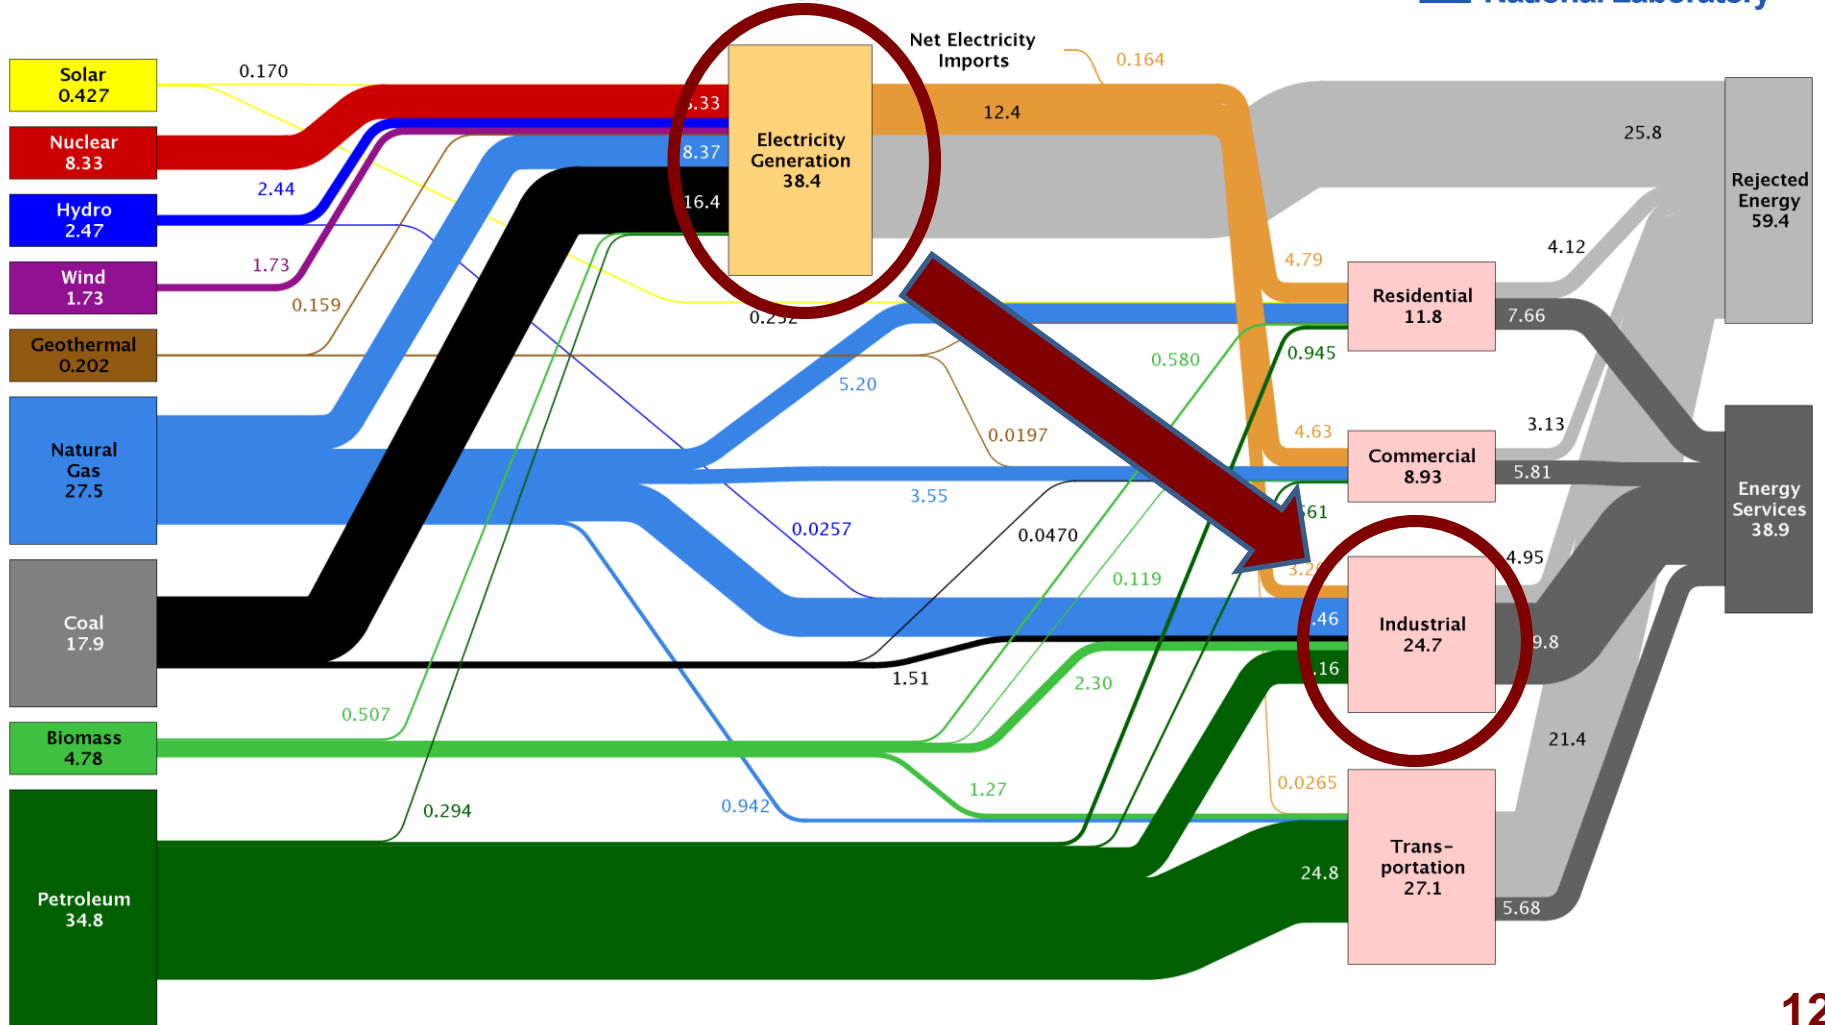 National Laboratory
Net Electricity
Imports
0.164
Solar
0.427
0.170
Nuclear
8.33
Hydro
2.47
2.44
Wind
1.73
1.73
0.159
Geothermal
0.202
Natural
Gas
27.5
Coal
17.9
Biomass
4.78
Petroleum
34.8
.33
8.37
16.4
Electricity
Generation
38.4
12.4
25.8
Rejected
Energy
59.4
4.79
4.12
Residential
11.8
7.66
0.580
0.945
5.20
0.0197
4.63
3.13
Commercial
8.93
5.81
3.55
Energy
Services
38.9
0.0257
0.0470
561
0.119
4.95
Industrial
24.7
.46
.16
9.8
1.51
2.30
0.507
0.294
0.942
1.27
0.0265
21.4
Trans-
portation
27.1
24.8
5.68
12